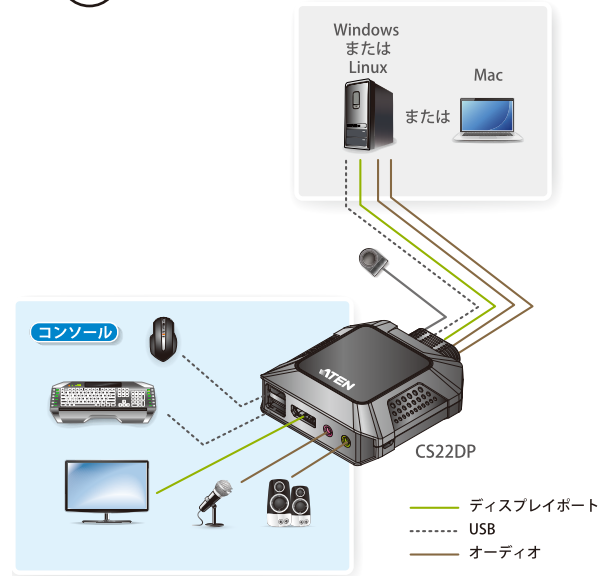 Windows
または
Linux
Mac
または
コンソール
ATEN
CS22DP
ディスプレイポート
USB
オーディオ